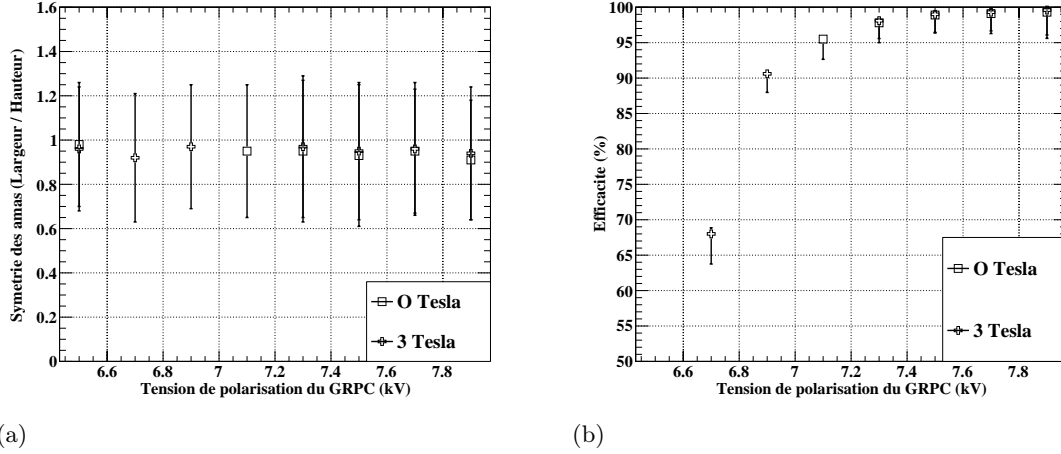 Symetrie des amas (Largeur / Hauteur)
1.6
1.4
1.2
1
0.8
0.6
0.4
0.2
0
6.6 6.8 7 7.2 7.4 7.6 7.8
Tension de polarisation du GRPC (kV)
O Tesla
3 Tesla
(a)
Efficacite (%)
100
95
90
85
80
75
70
65
60
55
50
6.6 6.8 7 7.2 7.4 7.6 7.8
Tension de polarisation du GRPC (kV)
O Tesla
3 Tesla
(b)